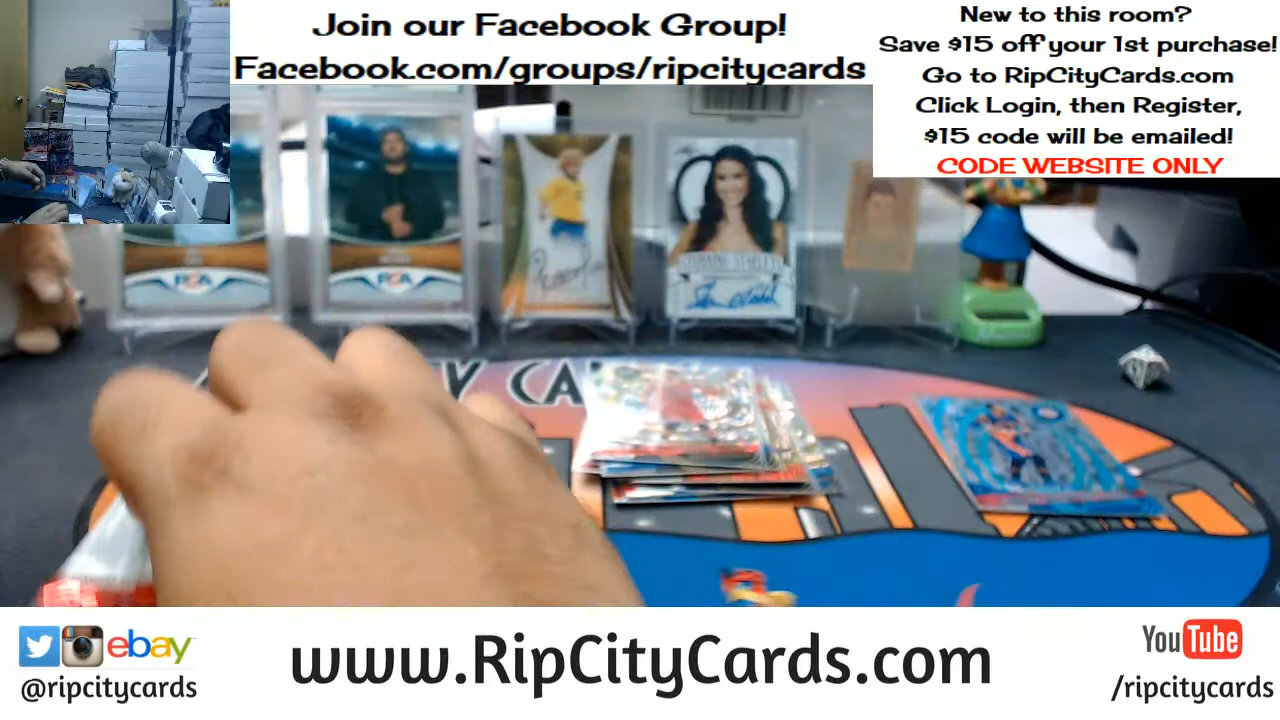 Join our Facebook Group!
Facebook.com/groups/ripcitycards
New to this room?
Save $15 off your 1st purchase!
Go to RipCityCards.com
Click Login, then Register,
$15 code will be emailed!
CODE WEBSITE ONLY
ebay
@ripcitycards
www.RipCityCards.com
YouTube
/ripcitycards